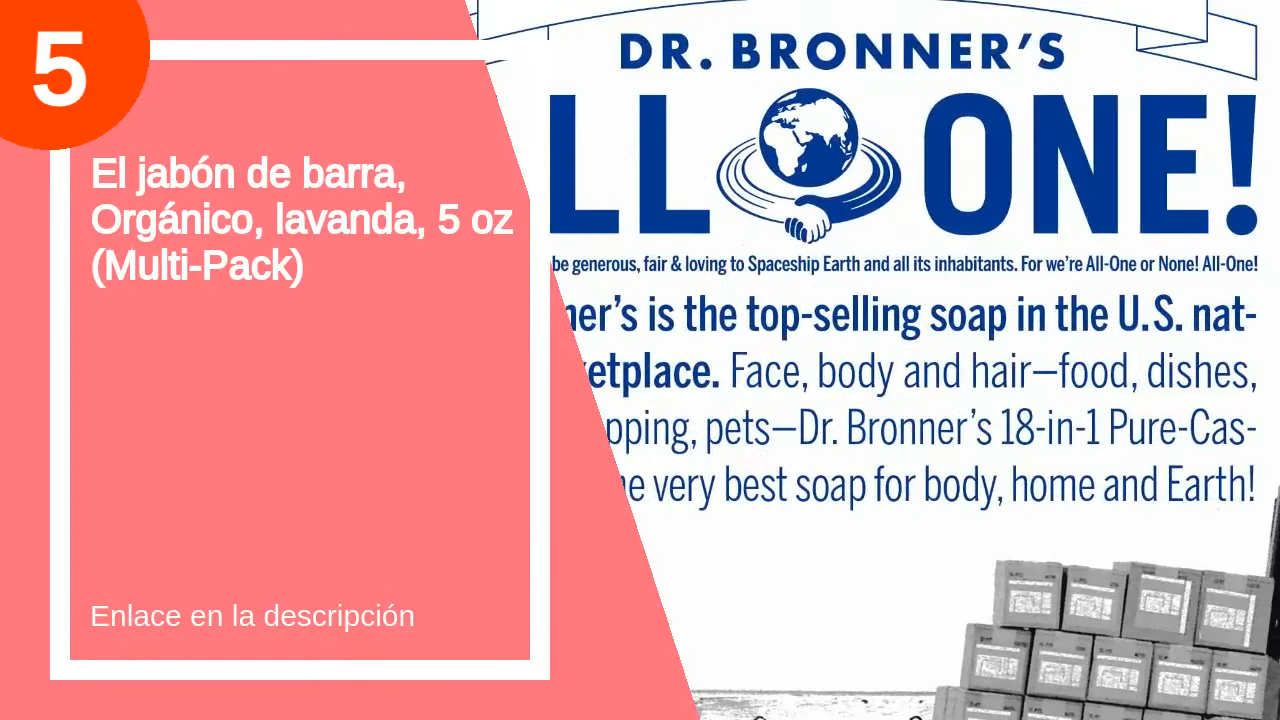 5
El jabón de barra,
Orgánico, lavanda, 5 oz
(Multi-Pack)
Enlace en la descripción
DR. BRONNER'S
LL ONE!
be generous, fair & loving to Spaceship Earth and all its inhabitants. For we're All-One or None! All-One!
ner's is the top-selling soap in the U.S. nat-
etplace. Face, body and hair—food, dishes,
pping, pets—Dr. Bronner's 18-in-1 Pure-Cas-
e very best soap for body, home and Earth!